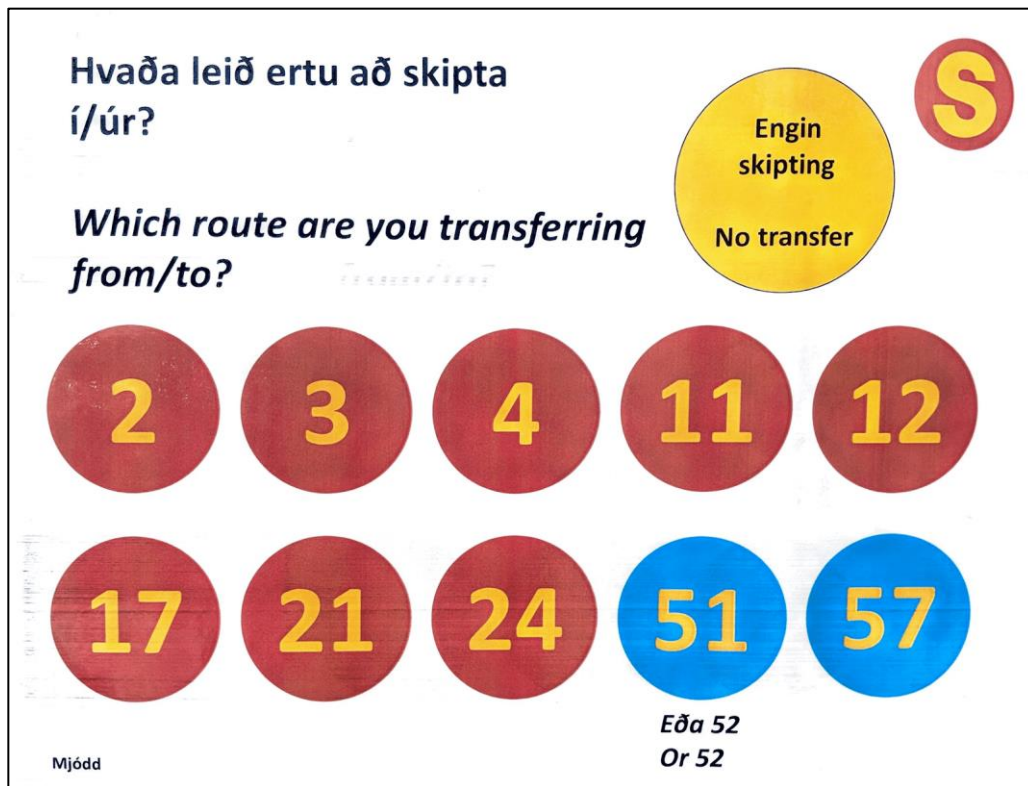 Hvaða leið ertu að skipta
í/úr?
S
Engin
skipting
No transfer
Which route are you transferring
from/to?
2 3 4 11 12
17 21 24 51 57
Eða 52
Or 52
Mjódd